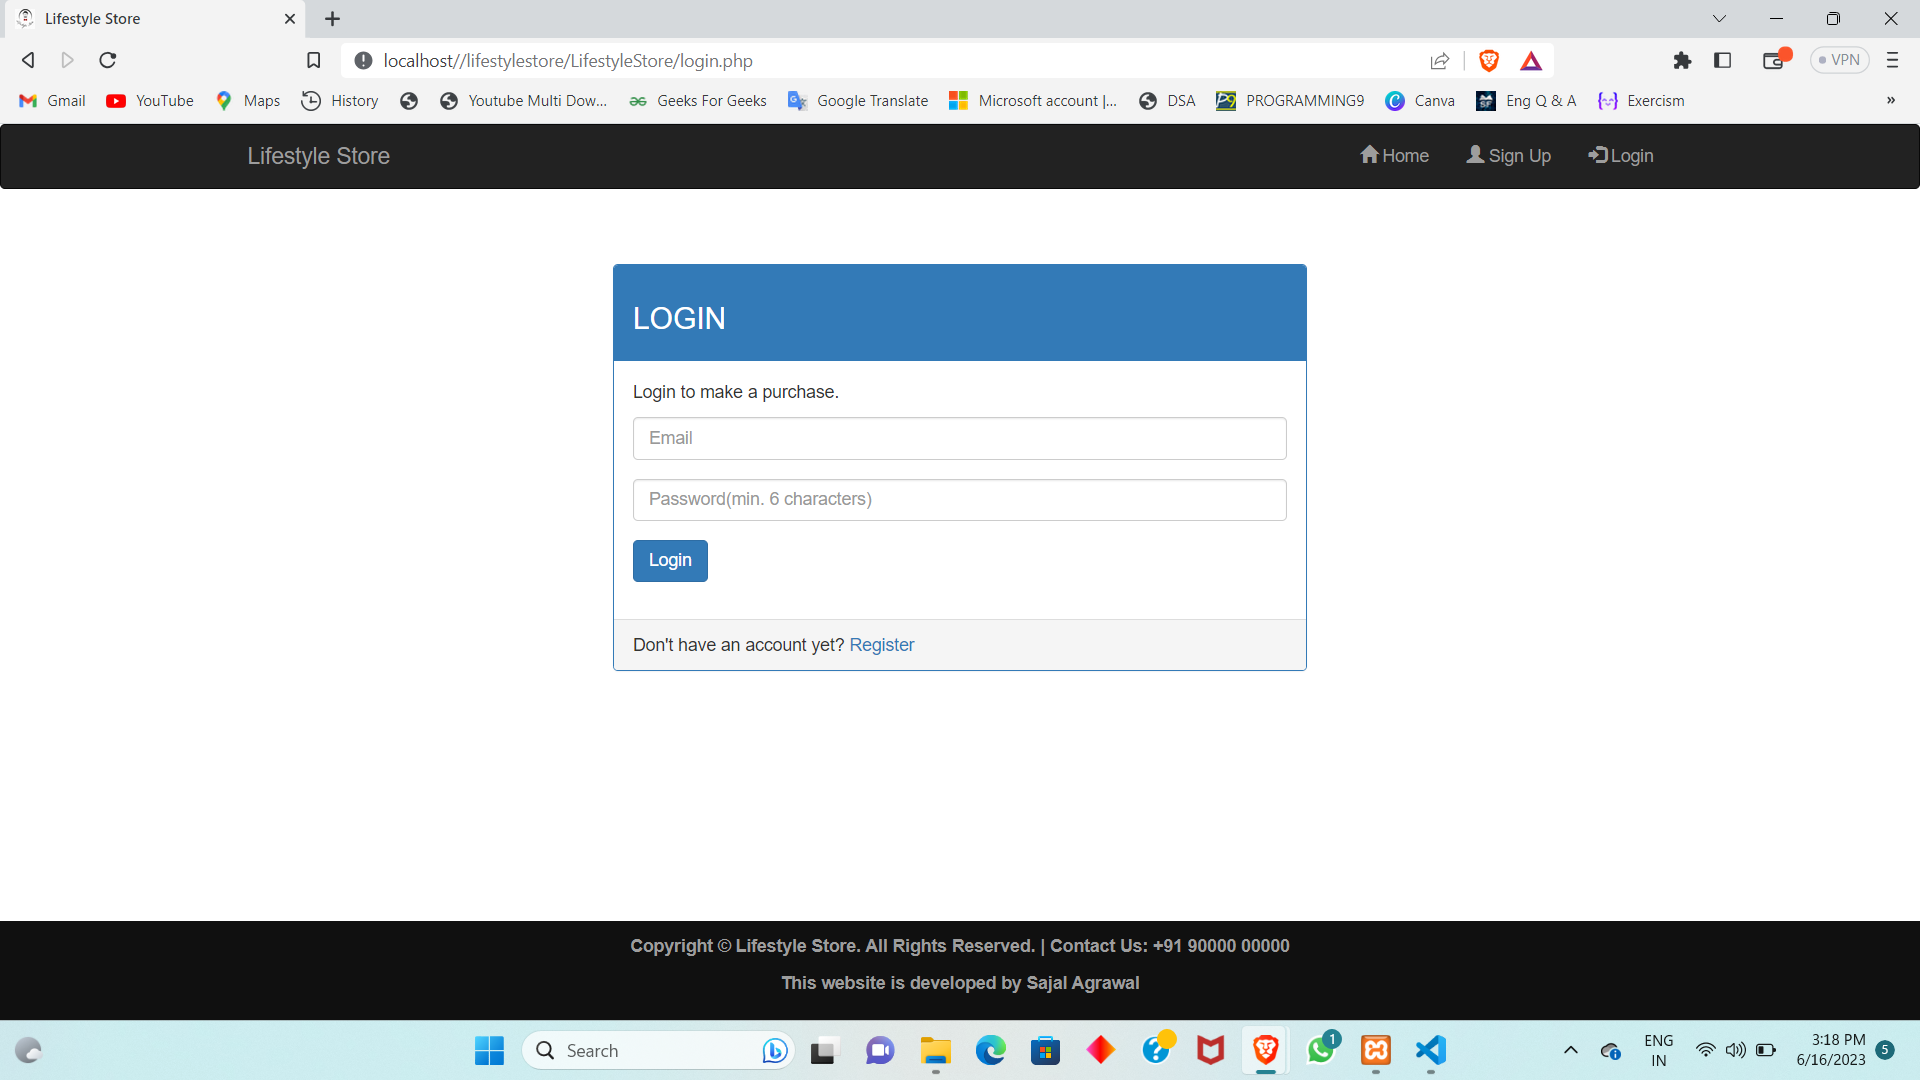 Lifestyle Store
localhost//lifestylestore/LifestyleStore/login.php
VPN
Gmail YouTube Maps History Youtube Multi Dow... Geeks For Geeks Google Translate Microsoft account |... DSA PROGRAMMING9 Canva Eng Q & A Exercism »
Lifestyle Store Home Sign Up Login
LOGIN
Login to make a purchase.
Email
Password(min. 6 characters)
Login
Don't have an account yet? Register
Copyright © Lifestyle Store. All Rights Reserved. | Contact Us: +91 90000 00000
This website is developed by Sajal Agrawal
Search
1
ENG
IN
3:18 PM
6/16/2023
5